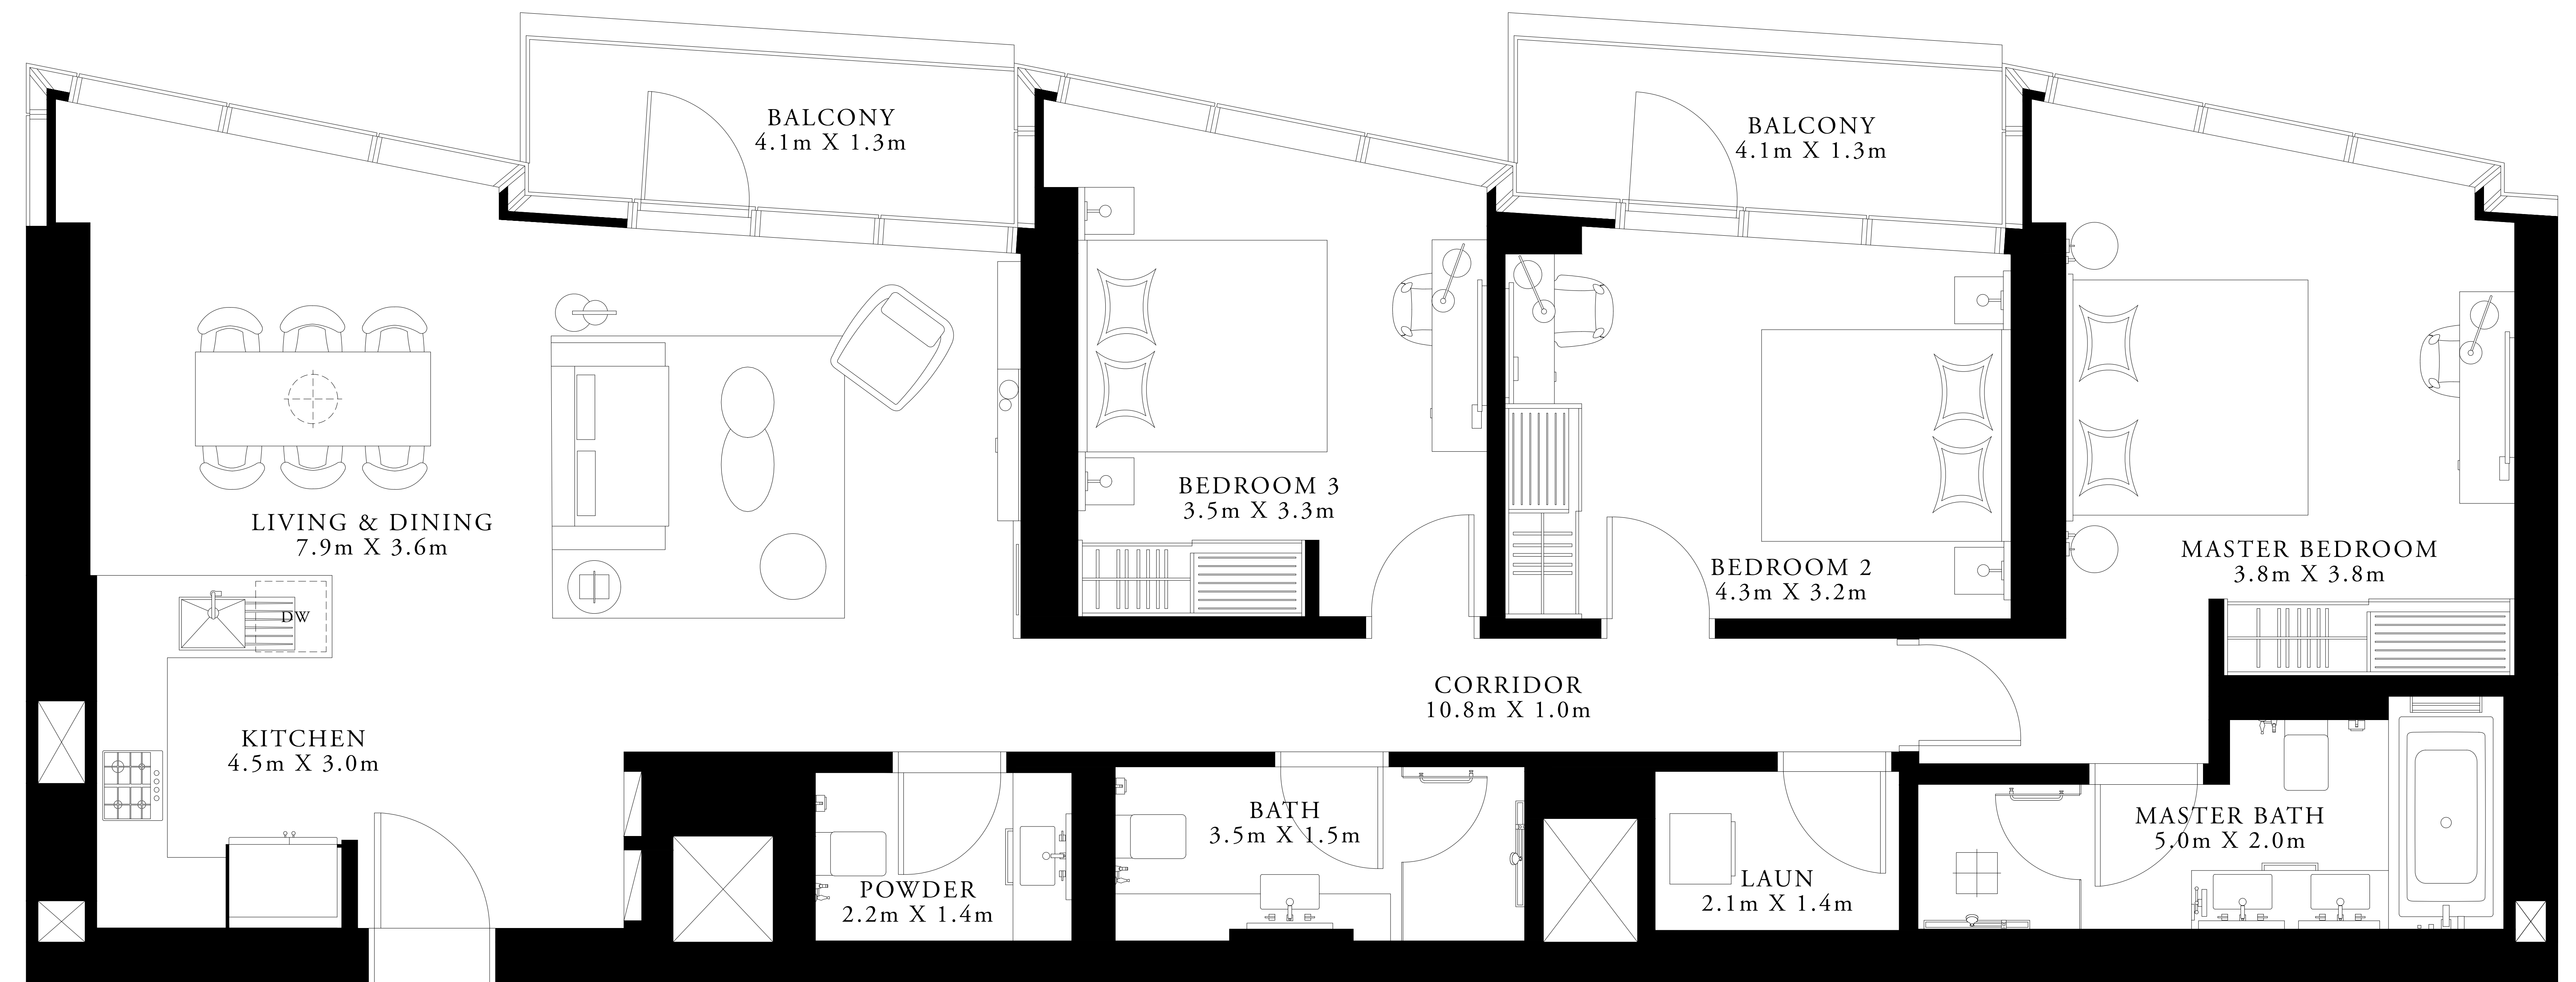 BALCONY
4.1m X 1.3m
BALCONY
4.1m X 1.3m
BEDROOM 3
3.5m X 3.3m
LIVING & DINING
7.9m X 3.6m
MASTER BEDROOM
3.8m X 3.8m
BEDROOM 2
4.3m X 3.2m
DW
CORRIDOR
10.8m X 1.0m
KITCHEN
4.5m X 3.0m
BATH
3.5m X 1.5m
MASTER BATH
5.0m X 2.0m
POWDER
2.2m X 1.4m
LAUN
2.1m X 1.4m